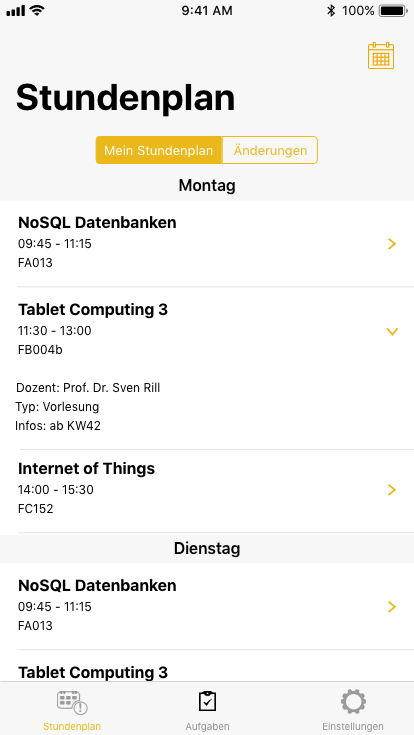 9:41 AM 100%
Stundenplan
Mein Stundenplan Änderungen
Montag
NoSQL Datenbanken
09:45 - 11:15
FA013
Tablet Computing 3
11:30 - 13:00
FB004b
Dozent: Prof. Dr. Sven Rill
Typ: Vorlesung
Infos: ab KW42
Internet of Things
14:00 - 15:30
FC152
Dienstag
NoSQL Datenbanken
09:45 - 11:15
FA013
Tablet Computing 3
Stundenplan Aufgaben Einstellungen